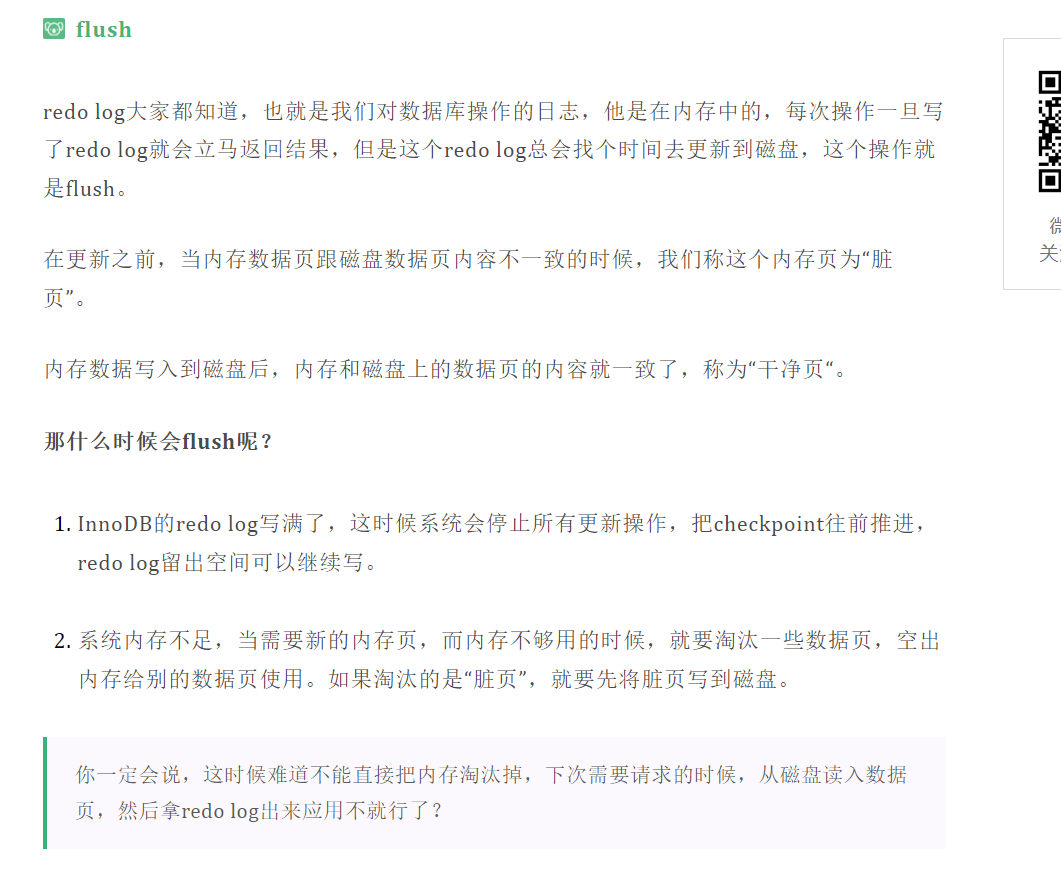 flush
redo log大家都知道，也就是我们对数据库操作的日志，他是在内存中的，每次操作一旦写
了redo log就会立马返回结果，但是这个redo log总会找个时间去更新到磁盘，这个操作就
是flush。
在更新之前，当内存数据页跟磁盘数据页内容不一致的时候，我们称这个内存页为“脏
页”。
内存数据写入到磁盘后，内存和磁盘上的数据页的内容就一致了，称为“干净页“。
那什么时候会flush呢？
1. InnoDB的redo log写满了，这时候系统会停止所有更新操作，把checkpoint往前推进，
redo log留出空间可以继续写。
2. 系统内存不足，当需要新的内存页，而内存不够用的时候，就要淘汰一些数据页，空出
内存给别的数据页使用。如果淘汰的是“脏页”，就要先将脏页写到磁盘。
你一定会说，这时候难道不能直接把内存淘汰掉，下次需要请求的时候，从磁盘读入数据
页，然后拿redo log出来应用不就行了？